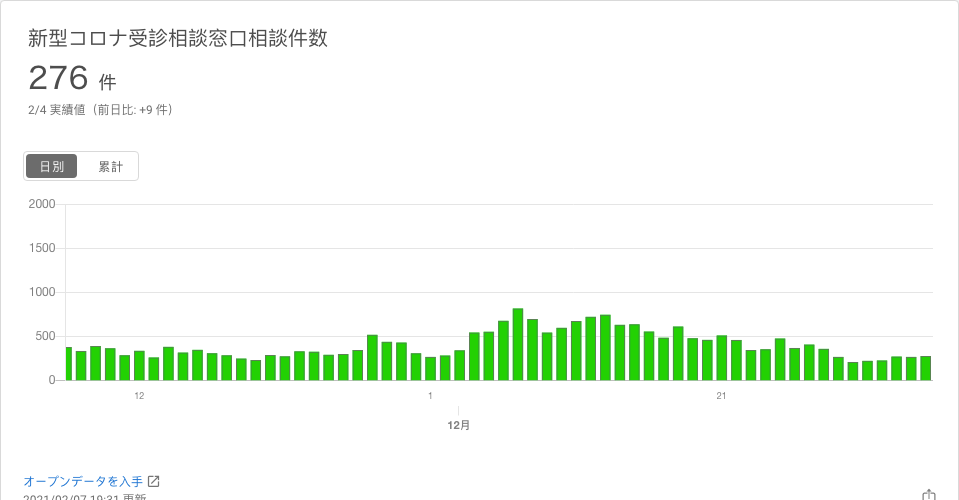 新型コロナ受診相談窓口相談件数
276 件
2/4 実績値（前日比: +9 件）
日別 累計
2000
1500
1000
500
0
12 1 21
12月
オープンデータを入手
2021/02/07 19:31 更新